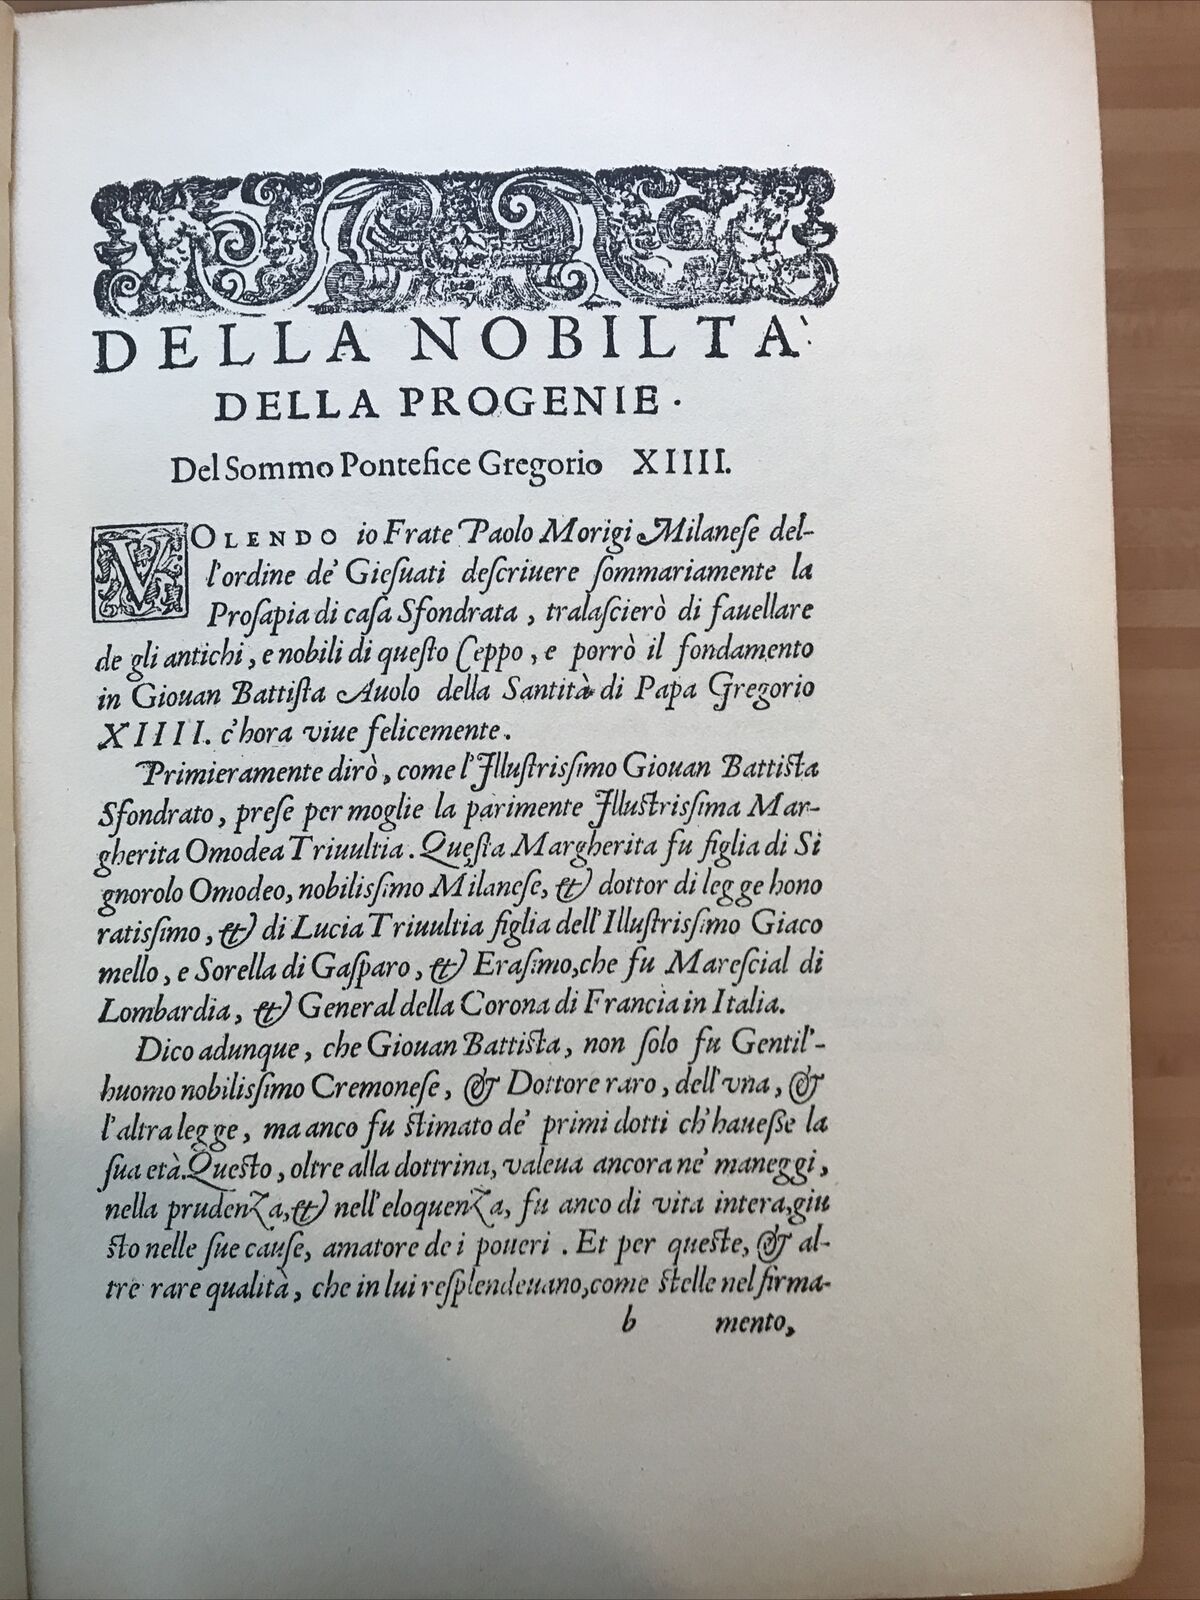 DELLA NOBILTÀ
DELLA PROGENIE.
Del Sommo Pontefice Gregorio XIIII.
VOLENDO io Frate Paolo Morigi Milaneſe del-
l'ordine de' Gieſuati deſcriuere ſommariamente la
Proſapia di caſa Sfondrata, tralaſcierò di fauellare
de gli antichi, e nobili di queſto Ceppo, e porrò il fondamento
in Giouan Battiſta Auolo della Santità di Papa Gregorio
XIIII. c'hora viue felicemente.
Primieramente dirò, come l'Illuſtriſſimo Giouan Battiſta
Sfondrato, preſe per moglie la parimente Illuſtriſſima Mar-
gherita Omodea Triuultia. Queſta Margherita fu figlia di Si
gnorolo Omodeo, nobiliſſimo Milaneſe, & dottor di legge hono
ratiſſimo, & di Lucia Triuultia figlia dell'Illuſtriſſimo Giaco
mello, e Sorella di Gaſparo, & Eraſimo, che fu Mareſcial di
Lombardia, & General della Corona di Francia in Italia.
Dico adunque, che Giouan Battiſta, non ſolo fu Gentil'-
huomo nobiliſſimo Cremoneſe, & Dottore raro, dell'vna, &
l'altra legge, ma anco fu ſtimato de' primi dotti ch'haueſſe la
ſua età. Queſto, oltre alla dottrina, valeua ancora ne' maneggi,
nella prudenza, & nell'eloquenza, fu anco di vita intera, giu
ſto nelle ſue cauſe, amatore de i poueri. Et per queſte, & al-
tre rare qualità, che in lui reſplendeuano, come ſtelle nel firma-
b mento,